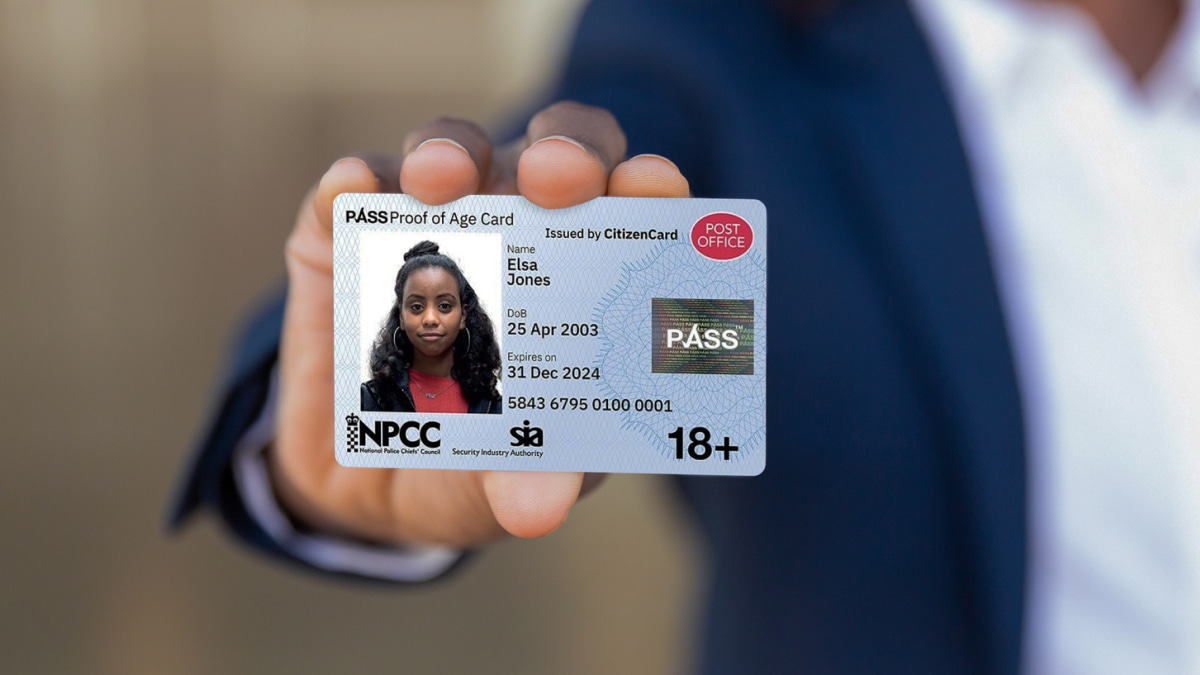 PASS Proof of Age Card
Issued by CitizenCard
POST
OFFICE
Name
Elsa
Jones
DoB
25 Apr 2003
Expires on
31 Dec 2024
5843 6795 0100 0001
PASS™
NPCC
National Police Chiefs' Council
sia
Security Industry Authority
18+